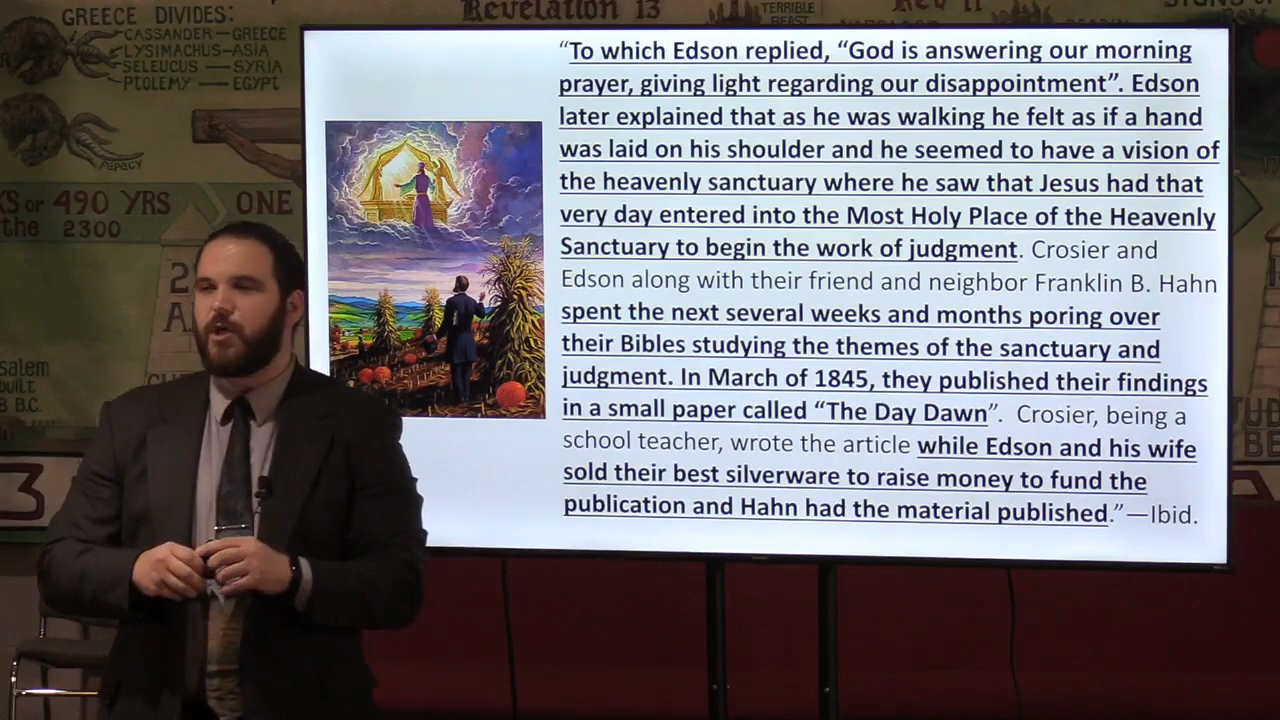 GREECE DIVIDES:
CASSANDER—GREECE
LYSIMACHUS—ASIA
SELEUCUS—SYRIA
PTOLEMY—EGYPT
PAPACY
490 YRS
the 2300
ONE
Revelation 13
TERRIBLE
BEAST
“To which Edson replied, “God is answering our morning
prayer, giving light regarding our disappointment”. Edson
later explained that as he was walking he felt as if a hand
was laid on his shoulder and he seemed to have a vision of
the heavenly sanctuary where he saw that Jesus had that
very day entered into the Most Holy Place of the Heavenly
Sanctuary to begin the work of judgment. Crosier and
Edson along with their friend and neighbor Franklin B. Hahn
spent the next several weeks and months poring over
their Bibles studying the themes of the sanctuary and
judgment. In March of 1845, they published their findings
in a small paper called “The Day Dawn”. Crosier, being a
school teacher, wrote the article while Edson and his wife
sold their best silverware to raise money to fund the
publication and Hahn had the material published.”—Ibid.